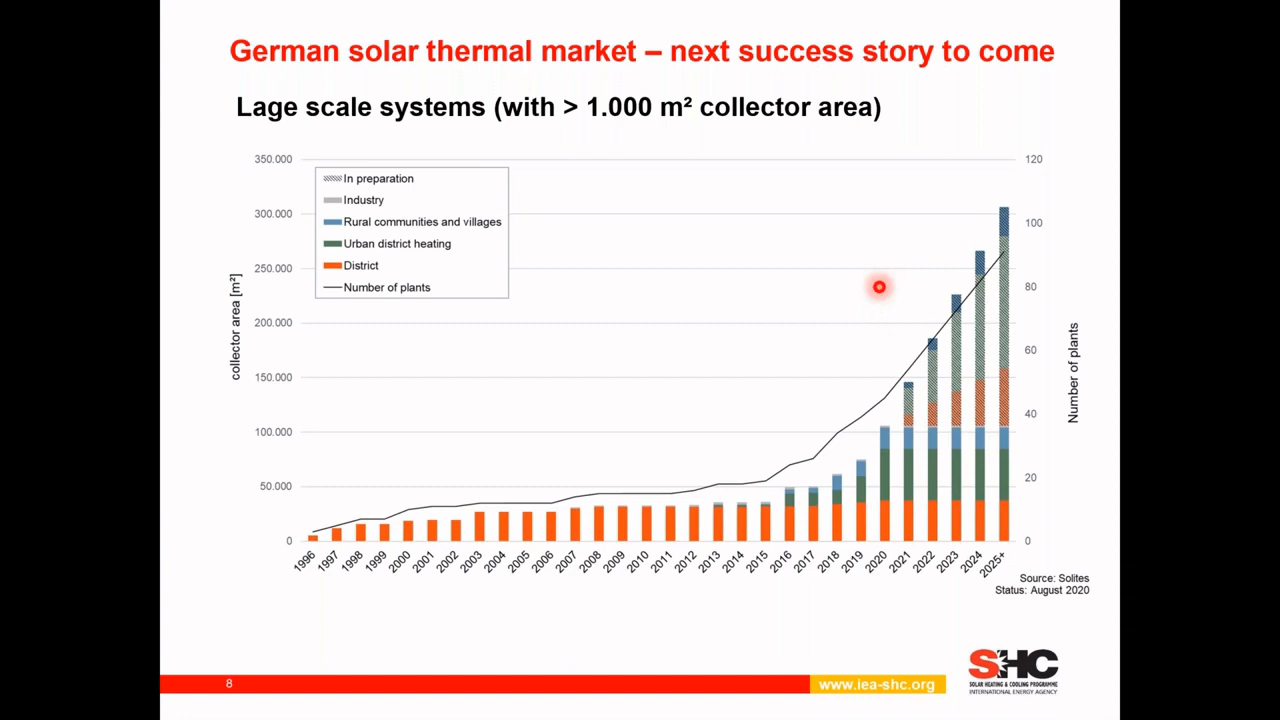 German solar thermal market – next success story to come
Lage scale systems (with > 1.000 m² collector area)
350.000
300.000
250.000
200.000
150.000
100.000
50.000
0
collector area [m²]
In preparation
Industry
Rural communities and villages
Urban district heating
District
Number of plants
120
100
80
60
40
20
0
Number of plants
1996
1997
1998
1999
2000
2001
2002
2003
2004
2005
2006
2007
2008
2009
2010
2011
2012
2013
2014
2015
2016
2017
2018
2019
2020
2021
2022
2023
2024
2025+
Source: Solites
Status: August 2020
8
www.iea-shc.org
SHC
SOLAR HEATING & COOLING PROGRAMME
INTERNATIONAL ENERGY AGENCY